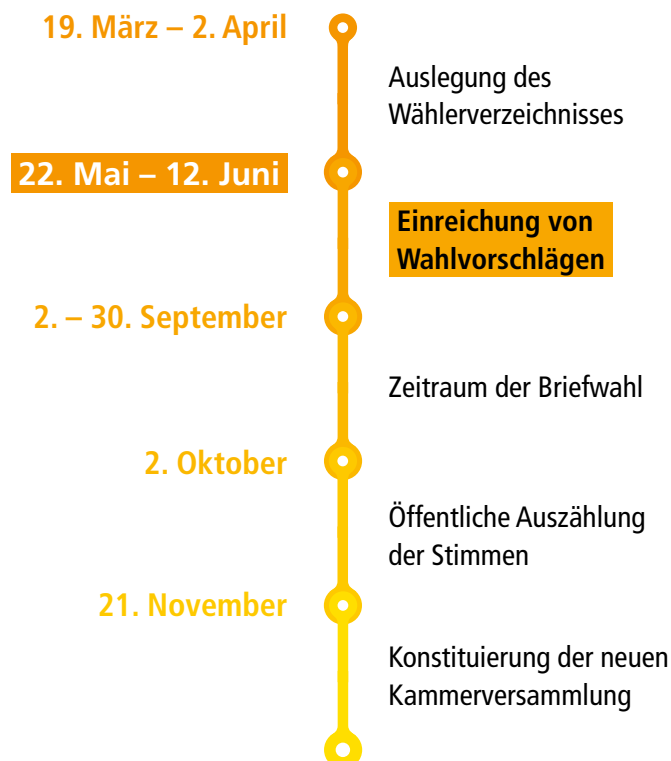 19. März – 2. April
Auslegung des
Wählerverzeichnisses
22. Mai – 12. Juni
Einreichung von
Wahlvorschlägen
2. – 30. September
Zeitraum der Briefwahl
2. Oktober
Öffentliche Auszählung
der Stimmen
21. November
Konstituierung der neuen
Kammerversammlung